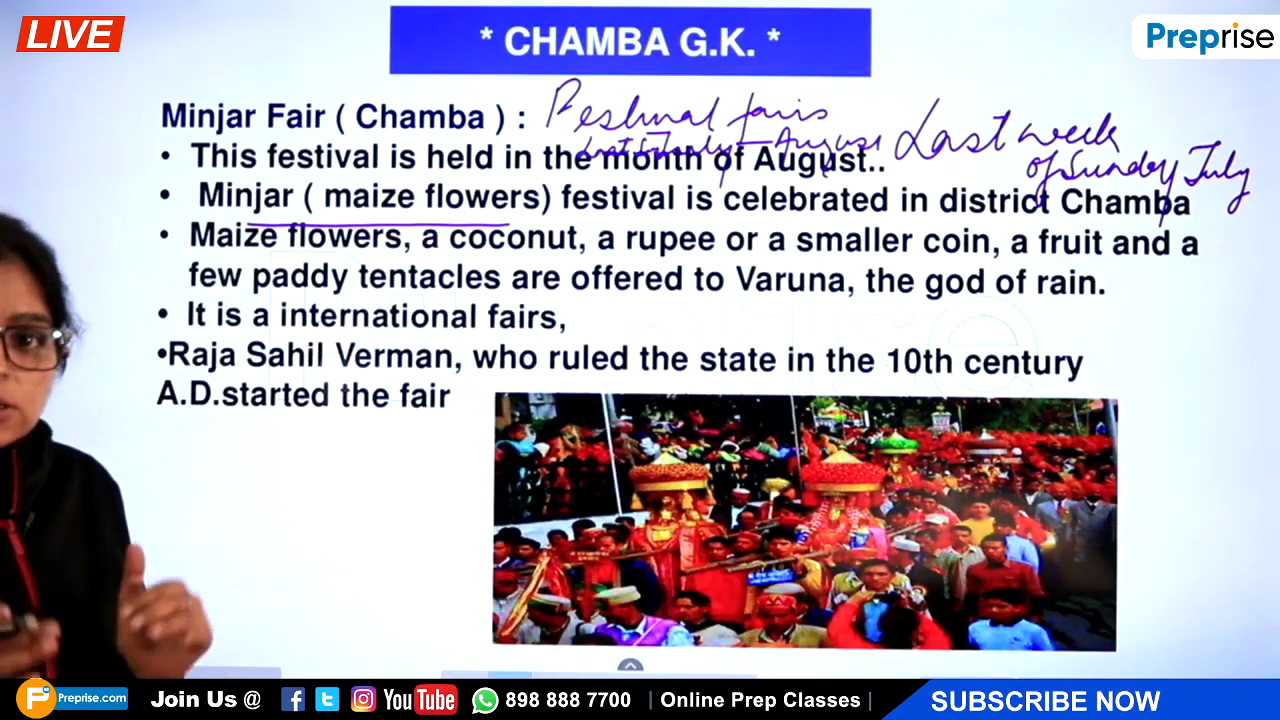 LIVE
* CHAMBA G.K. *
Preprise
Minjar Fair ( Chamba ) : fairs Last week
July - August of Sunday July
• This festival is held in the month of August..
• Minjar ( maize flowers) festival is celebrated in district Chamba
• Maize flowers, a coconut, a rupee or a smaller coin, a fruit and a
few paddy tentacles are offered to Varuna, the god of rain.
• It is a international fairs,
•Raja Sahil Verman, who ruled the state in the 10th century
A.D.started the fair
Preprise.com Join Us @ YouTube 898 888 7700 | Online Prep Classes | SUBSCRIBE NOW